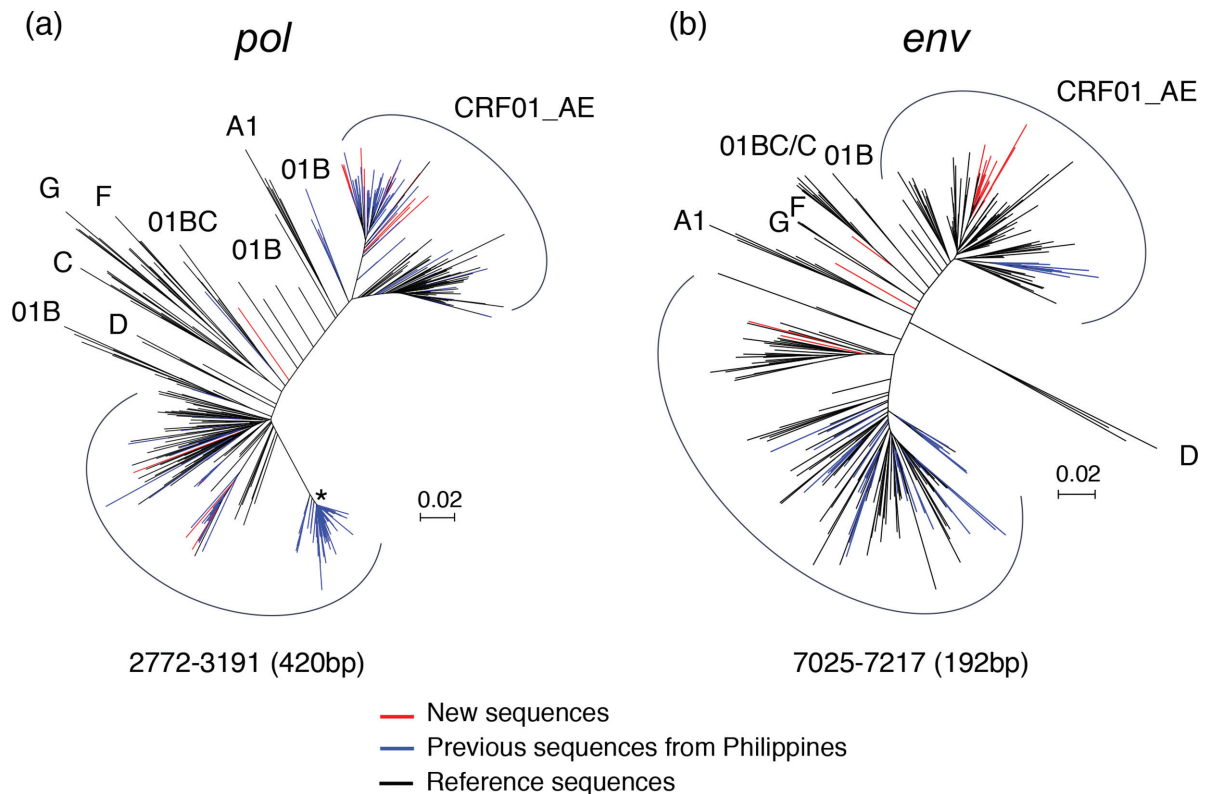 (a)
pol
CRF01_AE
A1
01B
G
F
01BC
01B
C
D
01B
*
0.02
2772-3191 (420bp)
(b)
env
CRF01_AE
01BC/C
01B
F
G
A1
D
0.02
7025-7217 (192bp)
New sequences
Previous sequences from Philippines
Reference sequences